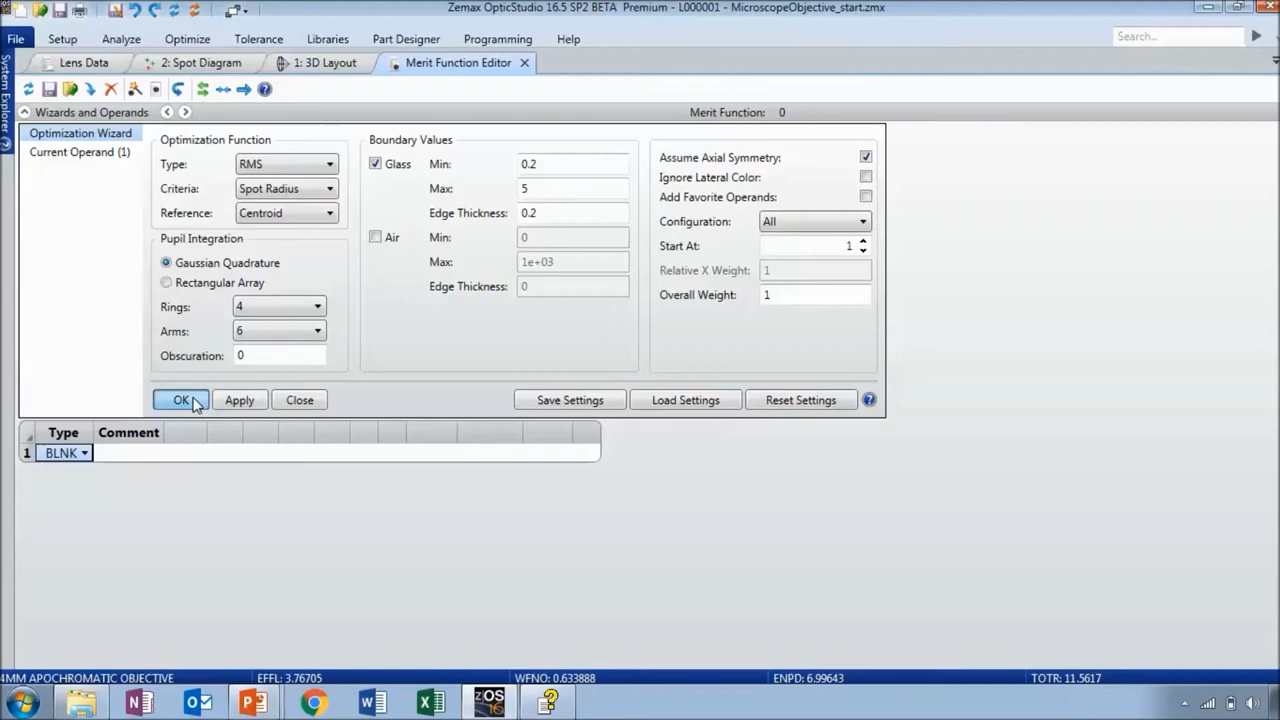 Zemax OpticStudio 16.5 SP2 BETA Premium - L000001 - MicroscopeObjective_start.zmx
File Setup Analyze Optimize Tolerance Libraries Part Designer Programming Help Search...
Lens Data 2: Spot Diagram 1: 3D Layout Merit Function Editor
System Explorer
Wizards and Operands Merit Function: 0
Optimization Wizard
Current Operand (1)
Optimization Function
Type: RMS
Criteria: Spot Radius
Reference: Centroid
Pupil Integration
Gaussian Quadrature
Rectangular Array
Rings: 4
Arms: 6
Obscuration: 0
Boundary Values
Glass Min: 0.2
Max: 5
Edge Thickness: 0.2
Air Min: 0
Max: 1e+03
Edge Thickness: 0
Assume Axial Symmetry:
Ignore Lateral Color:
Add Favorite Operands:
Configuration: All
Start At: 1
Relative X Weight: 1
Overall Weight: 1
OK Apply Close Save Settings Load Settings Reset Settings
Type Comment
1 BLNK
4MM APOCHROMATIC OBJECTIVE EFFL: 3.76705 WFNO: 0.633888 ENPD: 6.99643 TOTR: 11.5617